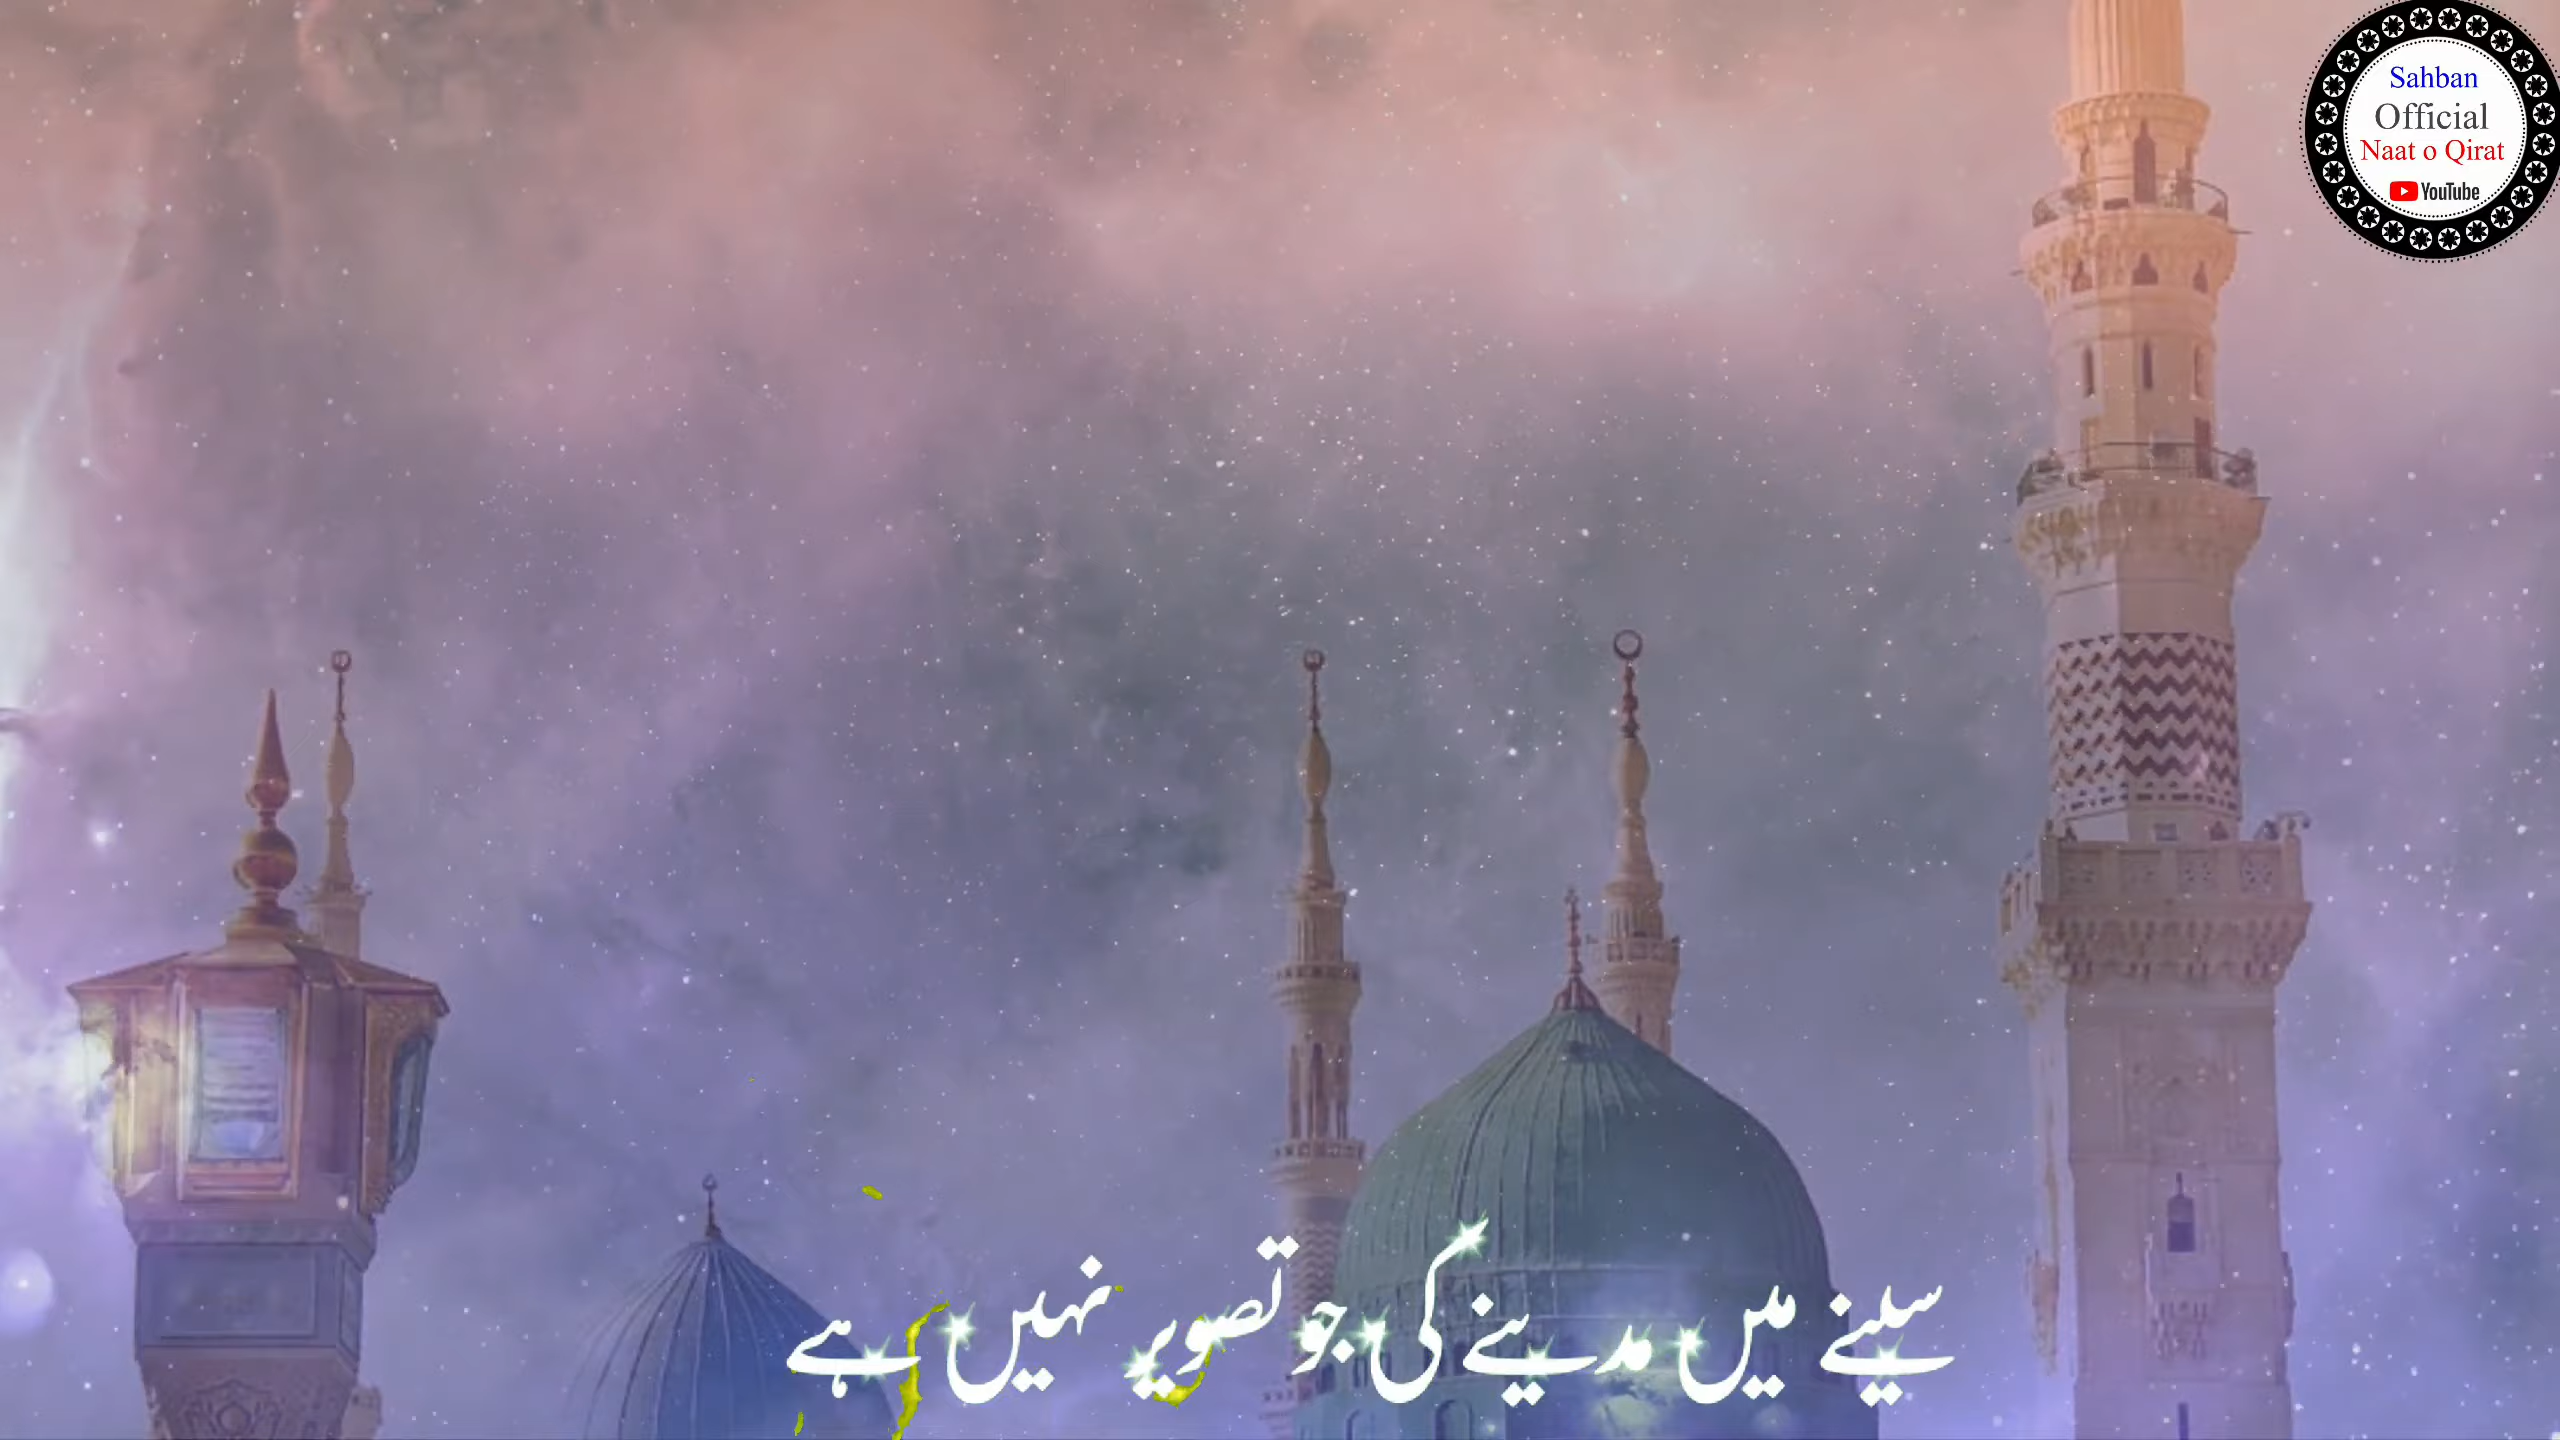 Sahban
Official
Naat o Qirat
YouTube
سینے میں مدینے کی جو تصویر نہیں ہے